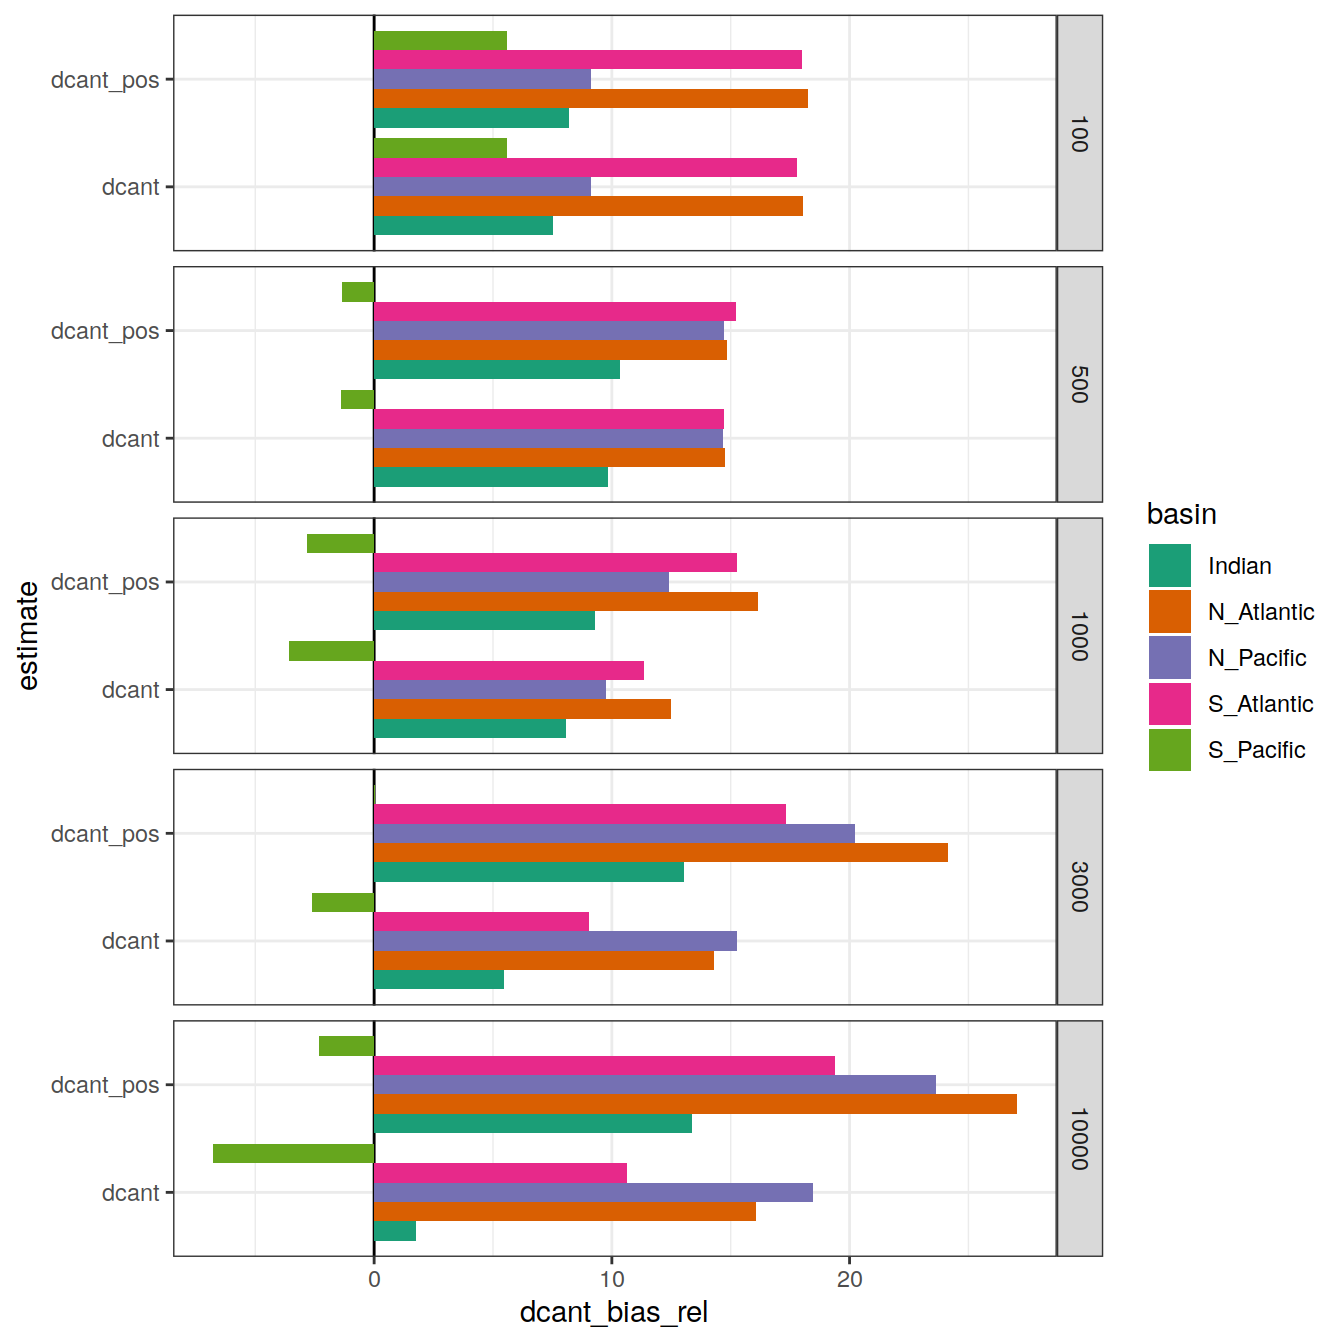 dcant_pos
dcant
100
dcant_pos
dcant
500
dcant_pos
dcant
1000
dcant_pos
dcant
3000
dcant_pos
dcant
10000
estimate
0 10 20
dcant_bias_rel
basin
Indian
N_Atlantic
N_Pacific
S_Atlantic
S_Pacific